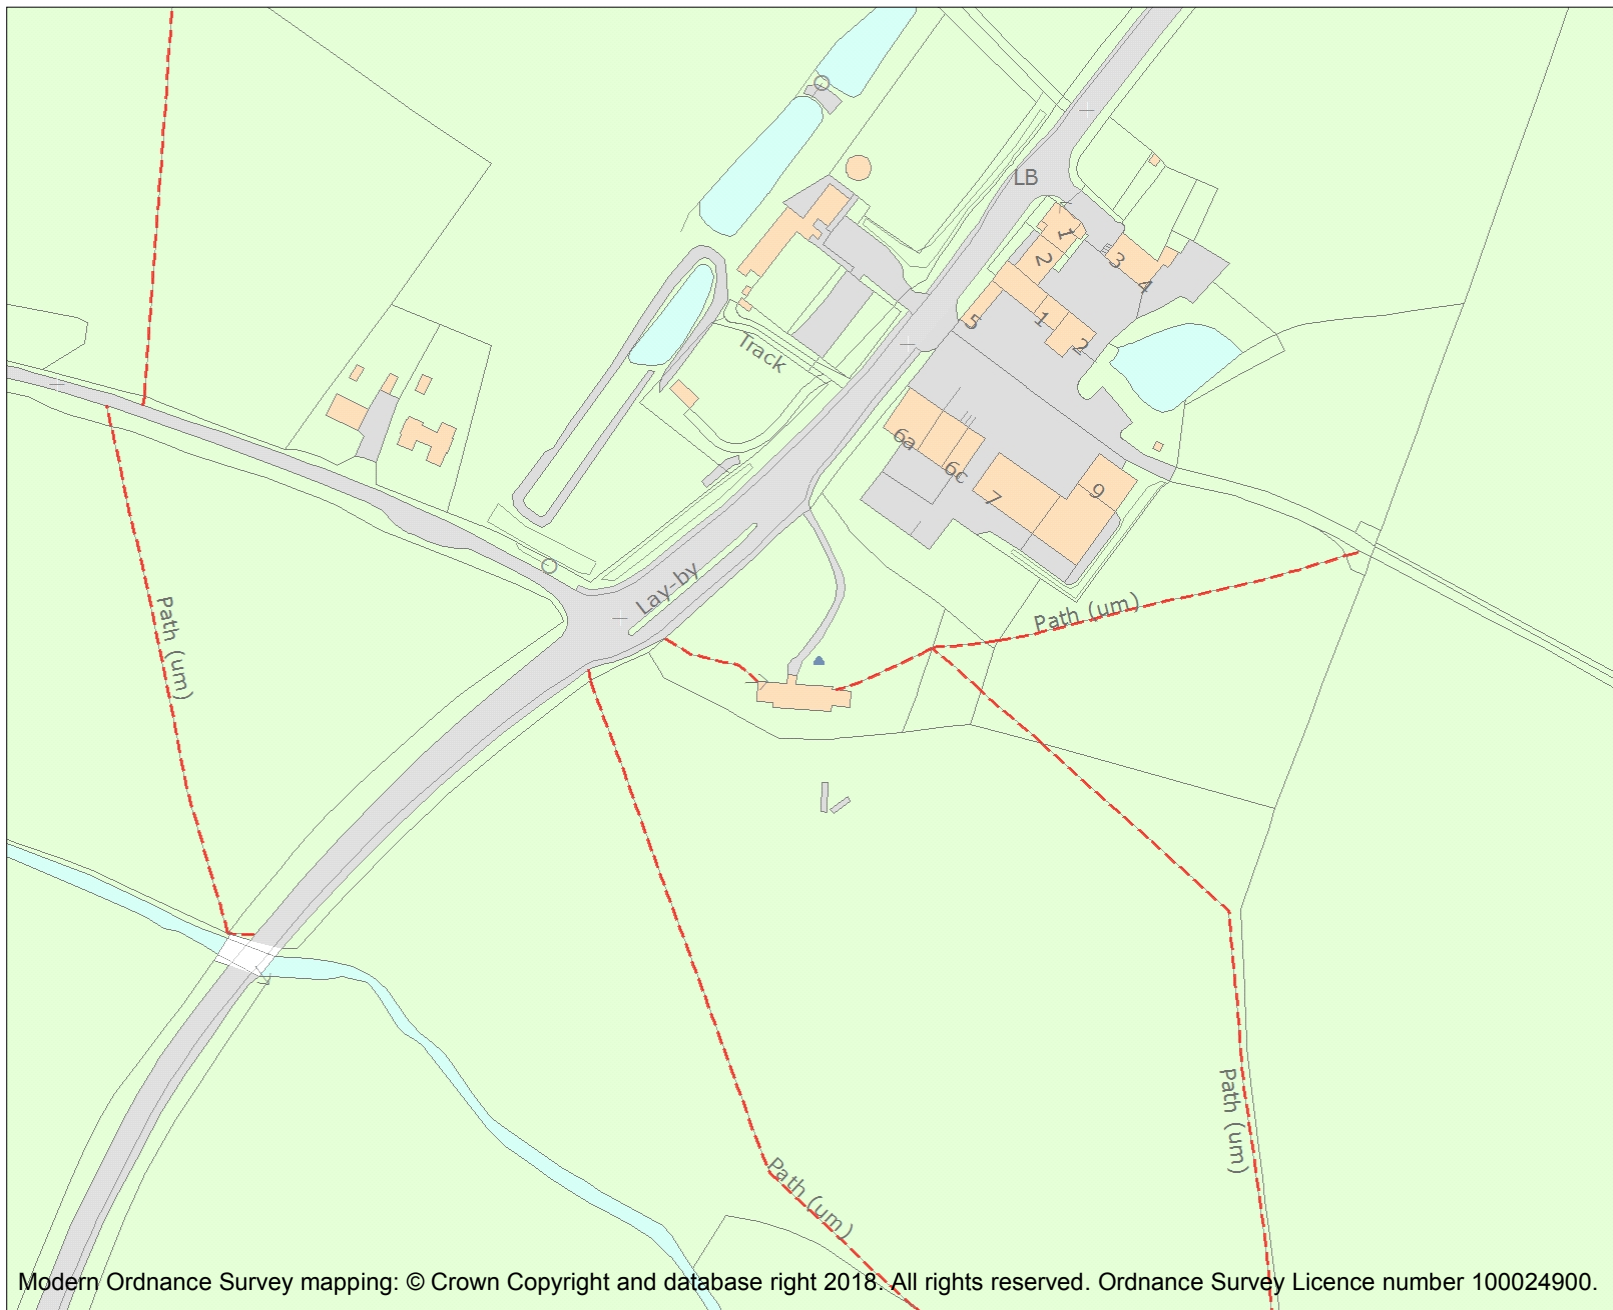 LB
1
2
3
4
5
1
2
Track
6a
6c
7
9
Lay-by
Path (um)
Path (um)
Path (um)
Path (um)
Modern Ordnance Survey mapping: © Crown Copyright and database right 2018. All rights reserved. Ordnance Survey Licence number 100024900.